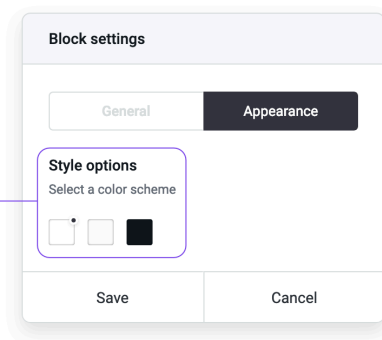 Block settings
General
Appearance
Style options
Select a color scheme
Save
Cancel